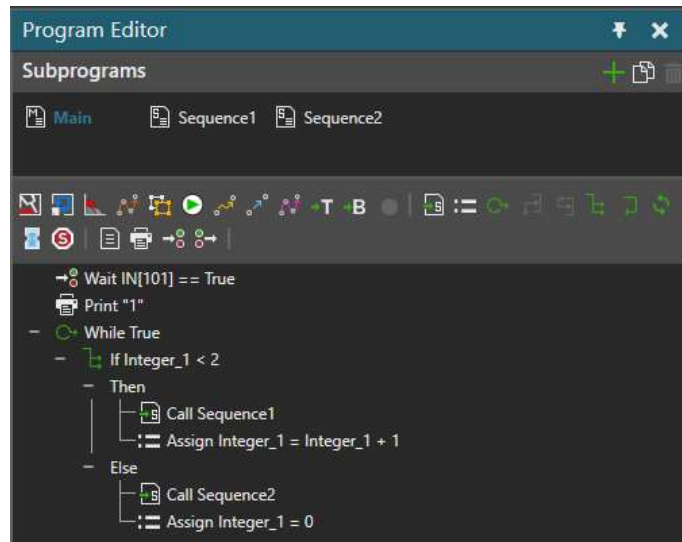 Program Editor
Subprograms
Main Sequence1 Sequence2
T B
Wait IN[101] == True
Print "1"
While True
If Integer_1 < 2
Then
Call Sequence1
Assign Integer_1 = Integer_1 + 1
Else
Call Sequence2
Assign Integer_1 = 0